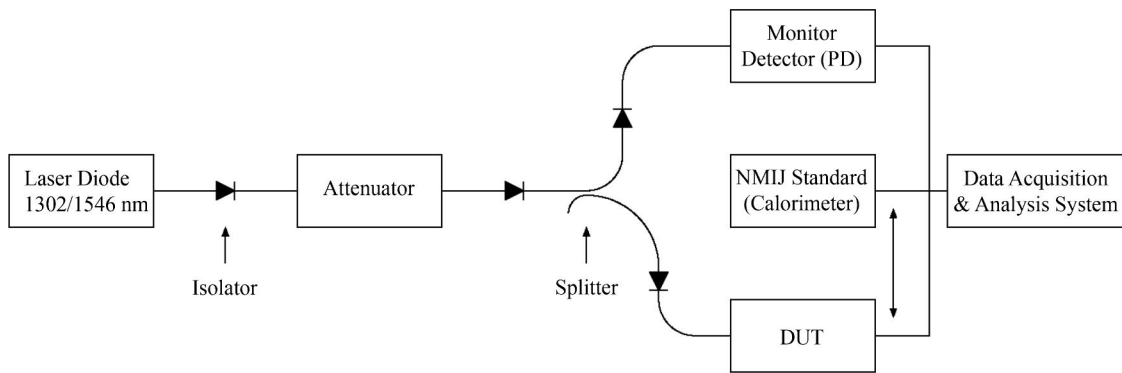 Monitor
Detector (PD)
Laser Diode
1302/1546 nm
Attenuator
NMIJ Standard
(Calorimeter)
Data Acquisition
& Analysis System
Isolator
Splitter
DUT